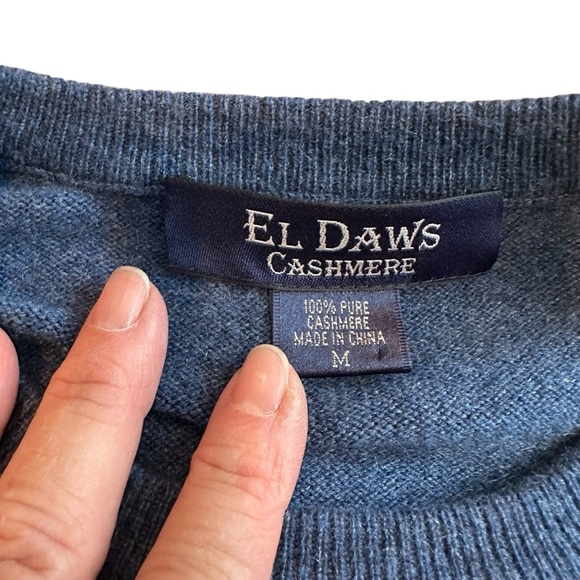 EL DAWS
CASHMERE
100% PURE
CASHMERE
MADE IN CHINA
M